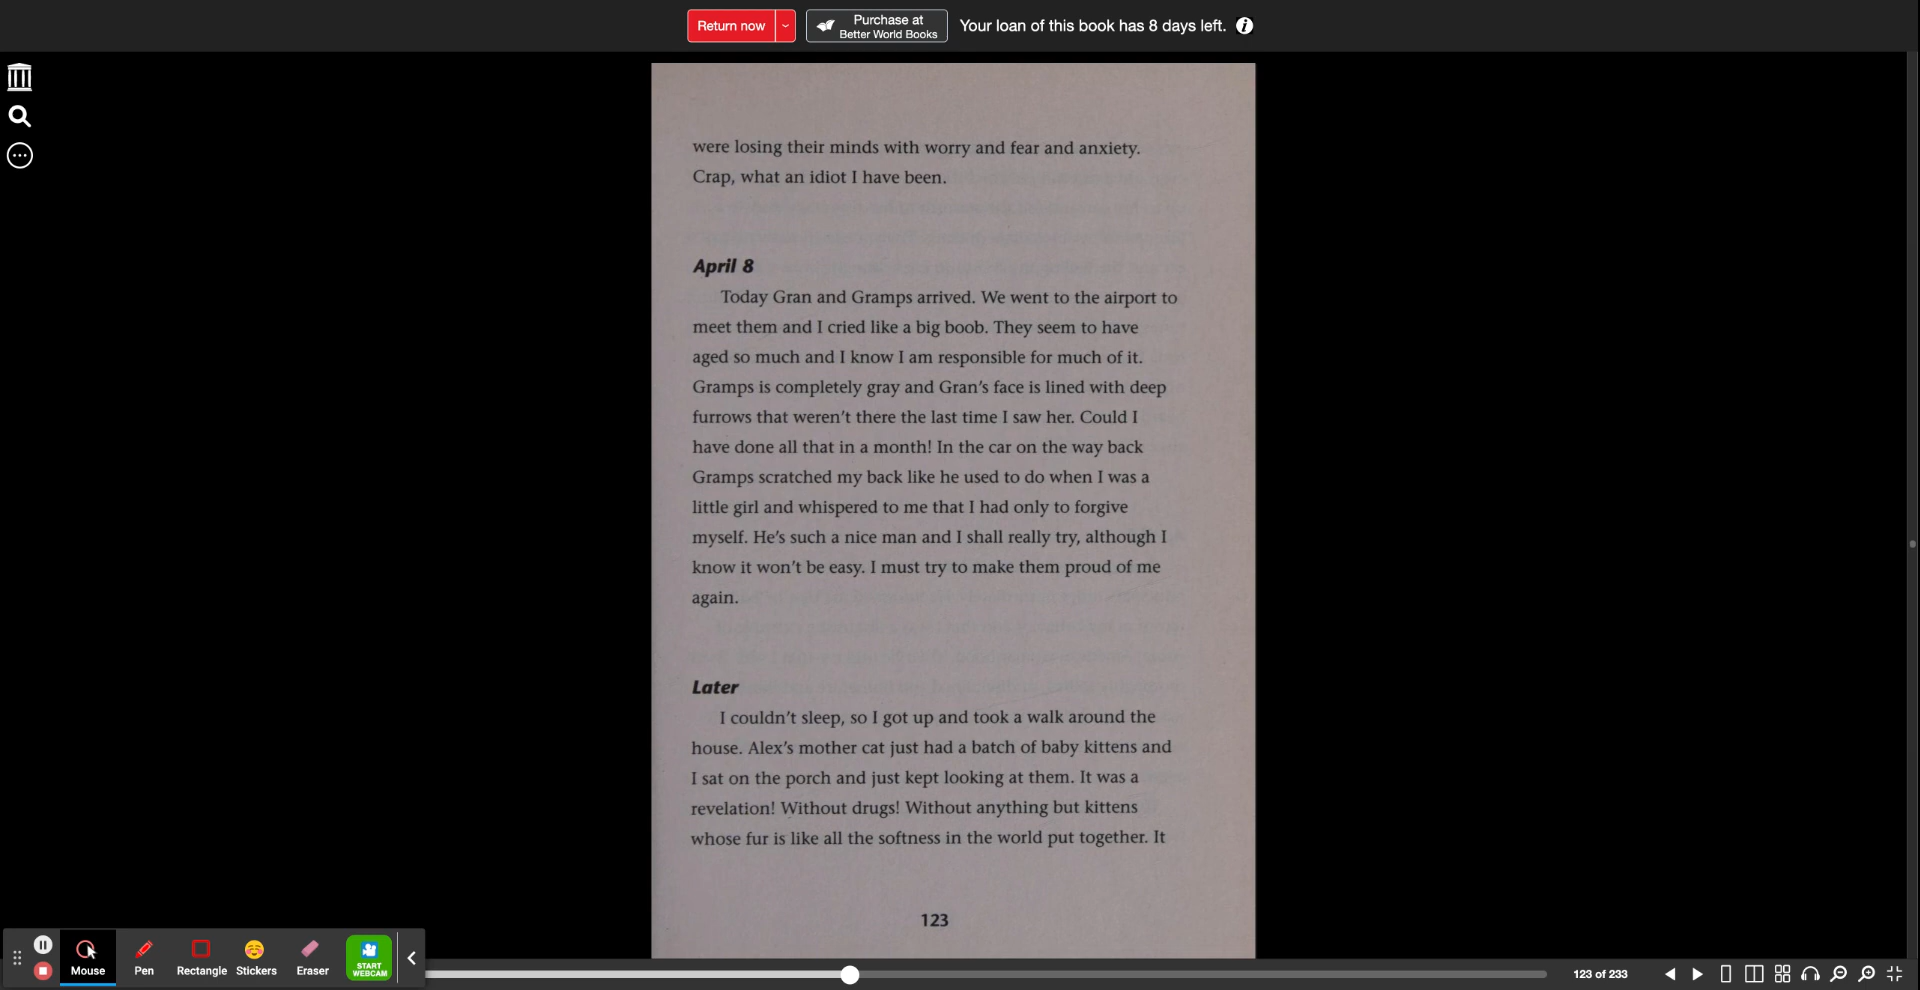 Return now
Purchase at
Better World Books
Your loan of this book has 8 days left.
were losing their minds with worry and fear and anxiety.
Crap, what an idiot I have been.
April 8
Today Gran and Gramps arrived. We went to the airport to
meet them and I cried like a big boob. They seem to have
aged so much and I know I am responsible for much of it.
Gramps is completely gray and Gran's face is lined with deep
furrows that weren't there the last time I saw her. Could I
have done all that in a month! In the car on the way back
Gramps scratched my back like he used to do when I was a
little girl and whispered to me that I had only to forgive
myself. He's such a nice man and I shall really try, although I
know it won't be easy. I must try to make them proud of me
again.
Later
I couldn't sleep, so I got up and took a walk around the
house. Alex's mother cat just had a batch of baby kittens and
I sat on the porch and just kept looking at them. It was a
revelation! Without drugs! Without anything but kittens
whose fur is like all the softness in the world put together. It
123
Mouse
Pen
Rectangle
Stickers
Eraser
START
WEBCAM
123 of 233